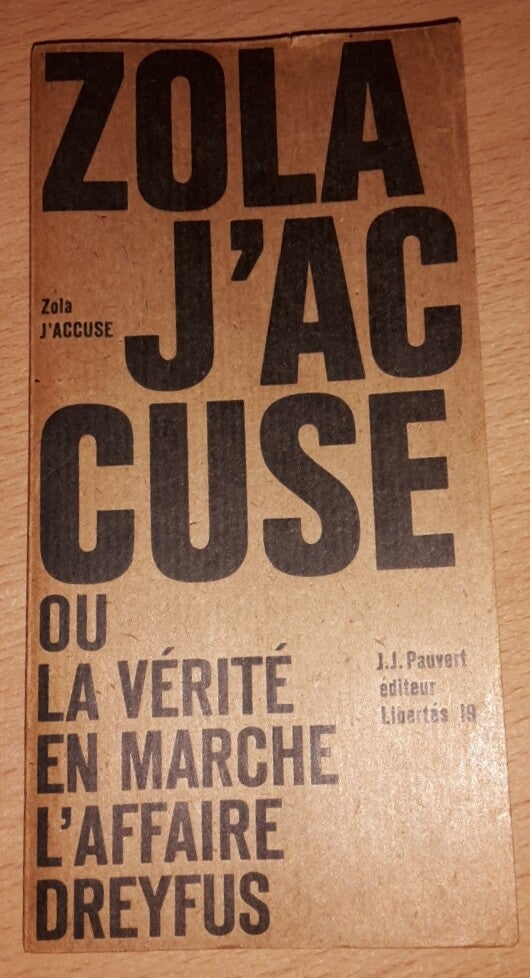 ZOLA
J'AC
Zola
J'ACCUSE
CUSE
OU
LA VÉRITÉ
EN MARCHE
L'AFFAIRE
DREYFUS
J.J. Pauvert
éditeur
Libertés 19